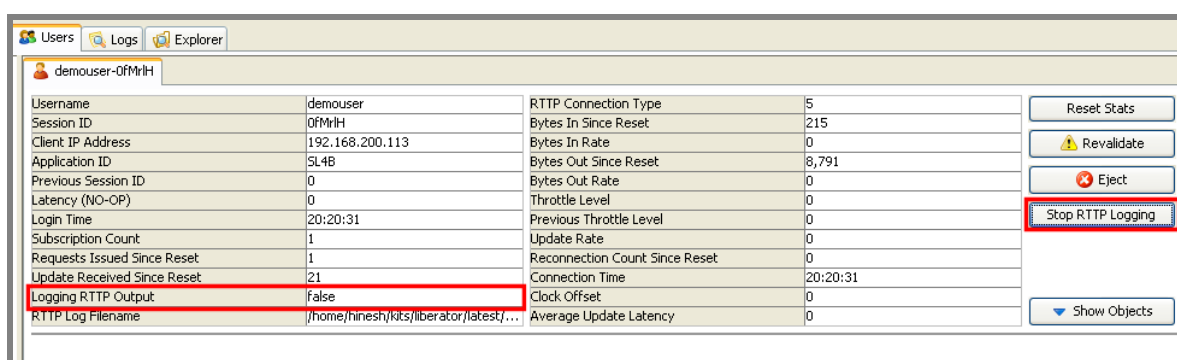 Users Logs Explorer
demouser-0fMrlH
Username demouser RTTP Connection Type 5 Reset Stats
Session ID 0fMrlH Bytes In Since Reset 215
Client IP Address 192.168.200.113 Bytes In Rate 0 Revalidate
Application ID SL4B Bytes Out Since Reset 8,791
Previous Session ID 0 Bytes Out Rate 0 Eject
Latency (NO-OP) 0 Throttle Level 0
Login Time 20:20:31 Previous Throttle Level 0 Stop RTTP Logging
Subscription Count 1 Update Rate 0
Requests Issued Since Reset 1 Reconnection Count Since Reset 0
Update Received Since Reset 21 Connection Time 20:20:31
Logging RTTP Output false Clock Offset 0
RTTP Log Filename /home/hinesh/kits/liberator/latest/... Average Update Latency 0 Show Objects